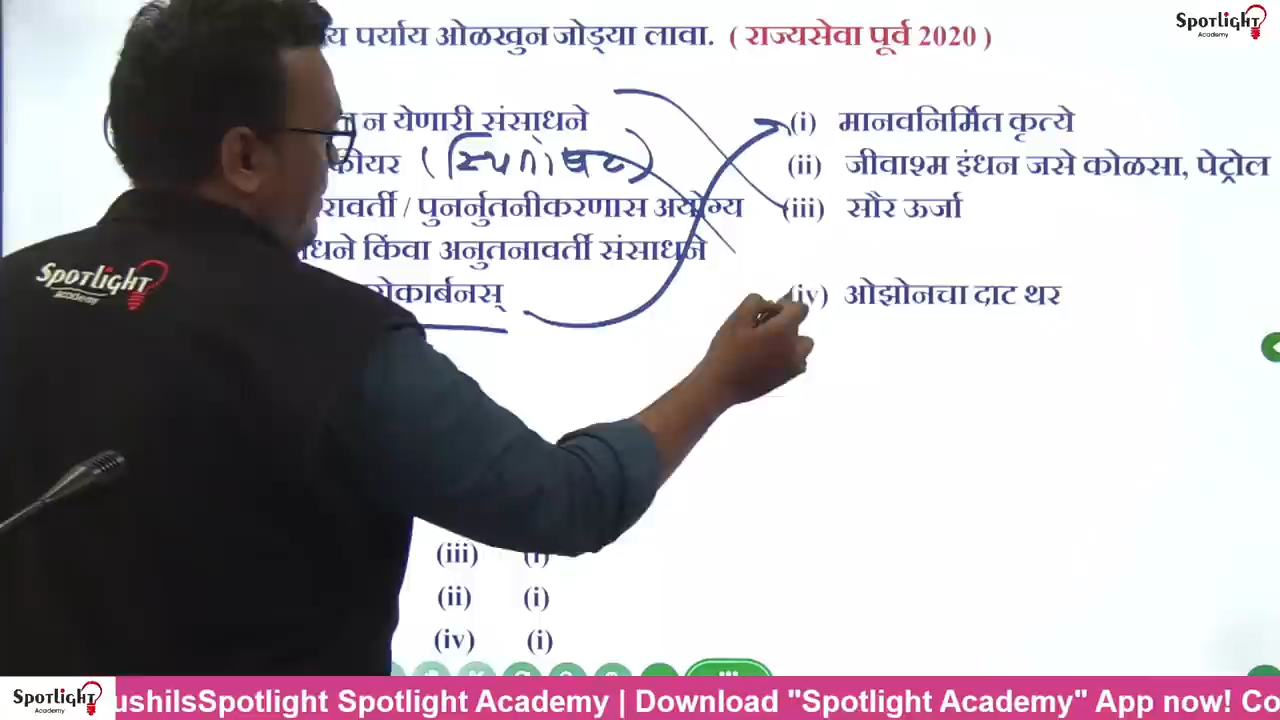 Spotlight
Academy
य पर्याय ओळखुन जोड्या लावा. ( राज्यसेवा पूर्व 2020 )
न येणारी संसाधने (i) मानवनिर्मित कृत्ये
फीयर ( ) (ii) जीवाश्म इंधन जसे कोळसा, पेट्रोल
रावर्ती / पुनर्नुतनीकरणास अयोग्य (iii) सौर ऊर्जा
धने किंवा अनुतनावर्ती संसाधने
रोकार्बनस् (iv) ओझोनचा दाट थर
Spotlight
Academy
(iii) (i)
(ii) (i)
(iv) (i)
Spotlight
Academy
ushilsSpotlight Spotlight Academy | Download "Spotlight Academy" App now! Co